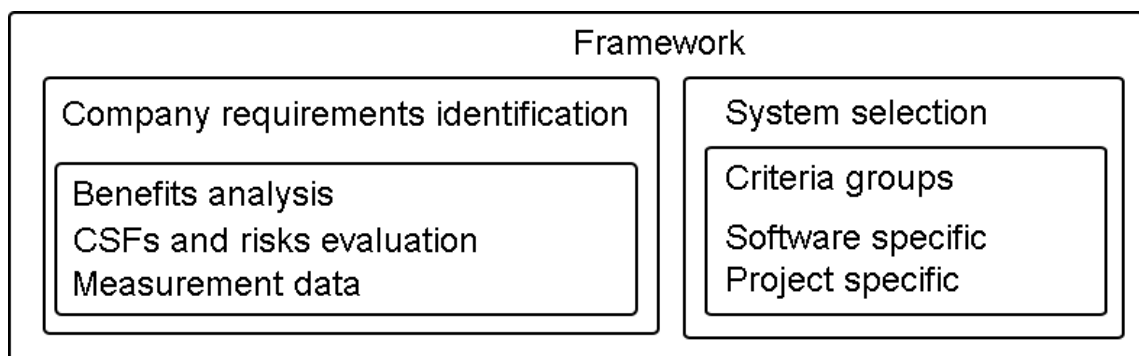 Framework
Company requirements identification
Benefits analysis
CSFs and risks evaluation
Measurement data
System selection
Criteria groups
Software specific
Project specific